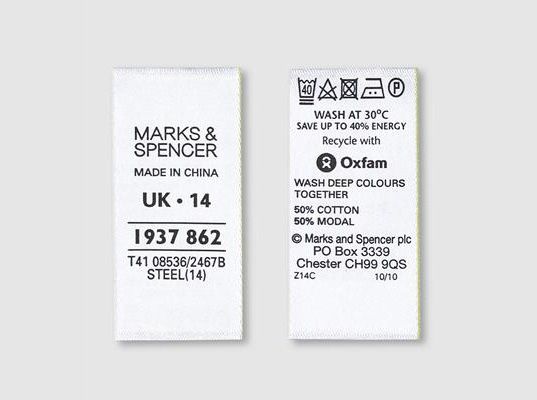 MARKS &
SPENCER
MADE IN CHINA
UK • 14
1937 862
T41 08536/2467B
STEEL(14)
40
P
WASH AT 30°C
SAVE UP TO 40% ENERGY
Recycle with
Oxfam
WASH DEEP COLOURS
TOGETHER
50% COTTON
50% MODAL
© Marks and Spencer plc
PO Box 3339
Chester CH99 9QS
Z14C 10/10